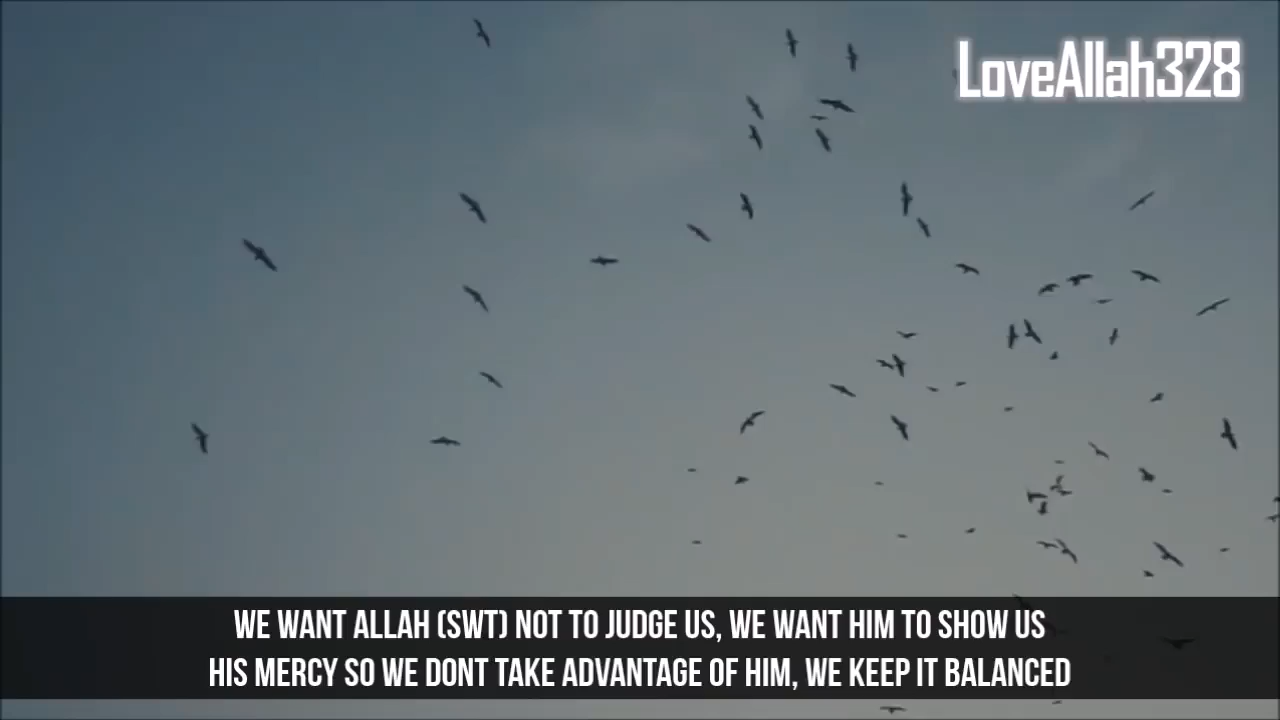 LoveAllah328
WE WANT ALLAH (SWT) NOT TO JUDGE US, WE WANT HIM TO SHOW US
HIS MERCY SO WE DONT TAKE ADVANTAGE OF HIM, WE KEEP IT BALANCED